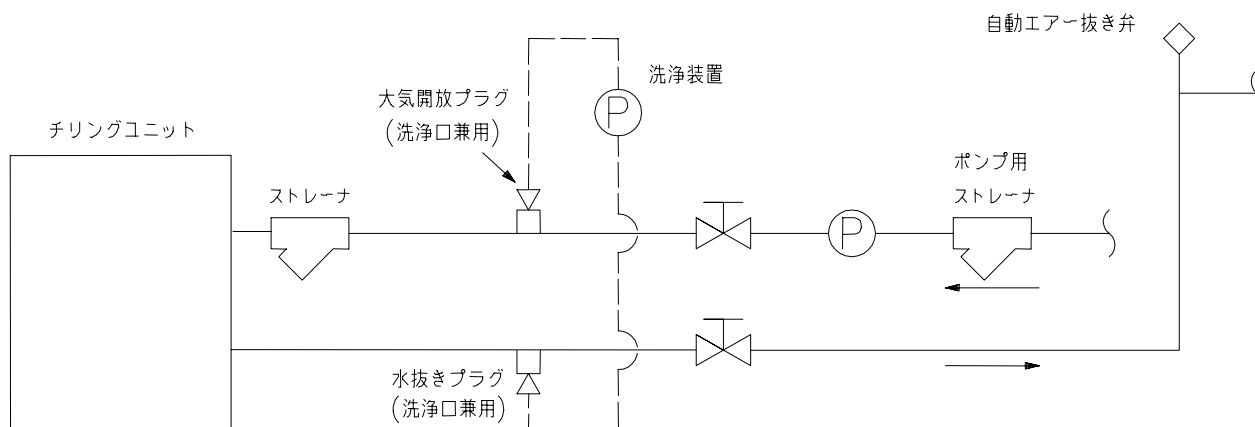 自動エアー抜き弁
洗浄装置
大気開放プラグ
(洗浄口兼用)
P
チリングユニット
ポンプ用
ストレーナ
ストレーナ
P
水抜きプラグ
(洗浄口兼用)